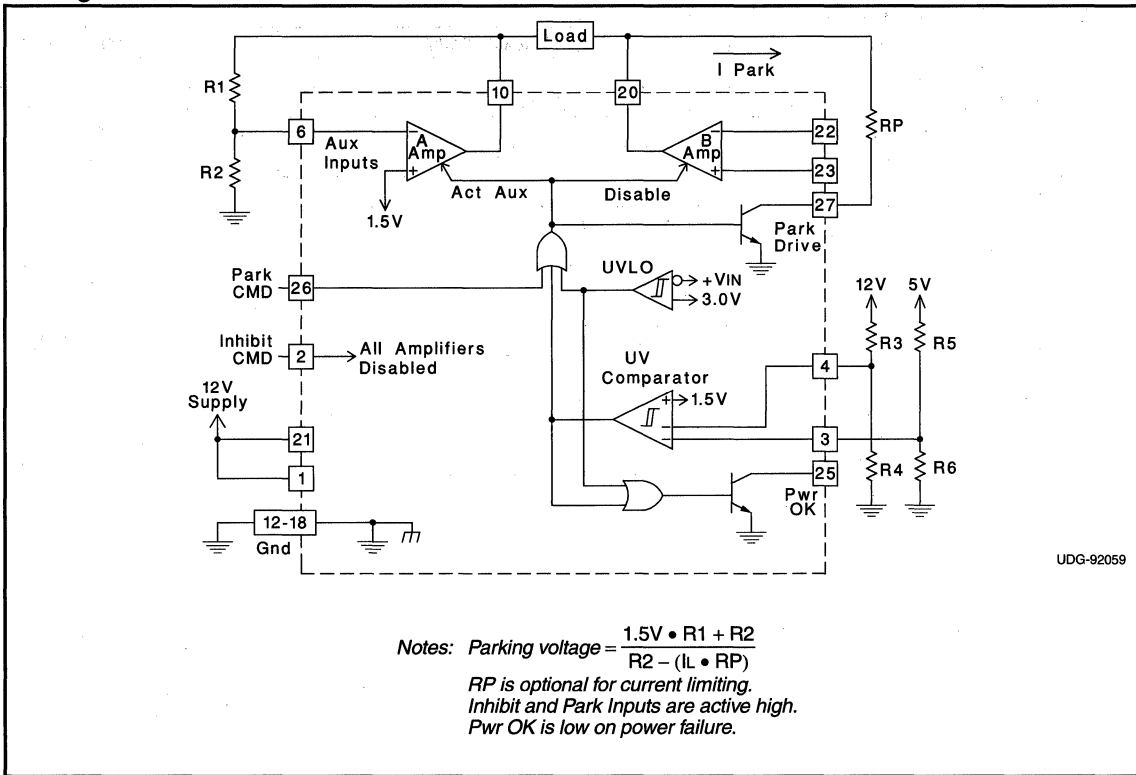 Load
I Park
R1
10
20
RP
6
Aux
Inputs
A
Amp
B
Amp
22
23
R2
1.5V
Act Aux
Disable
27
Park
Drive
Park
CMD
26
UVLO
+VIN
3.0V
12V
5V
R3
R5
Inhibit
CMD
2
All Amplifiers
Disabled
UV
Comparator
4
12V
Supply
1.5V
21
3
1
R4
R6
25
Pwr
OK
12-18
Gnd
UDG-92059
Notes: Parking voltage = 1.5V • R1 + R2
R2 – (IL • RP)
RP is optional for current limiting.
Inhibit and Park Inputs are active high.
Pwr OK is low on power failure.